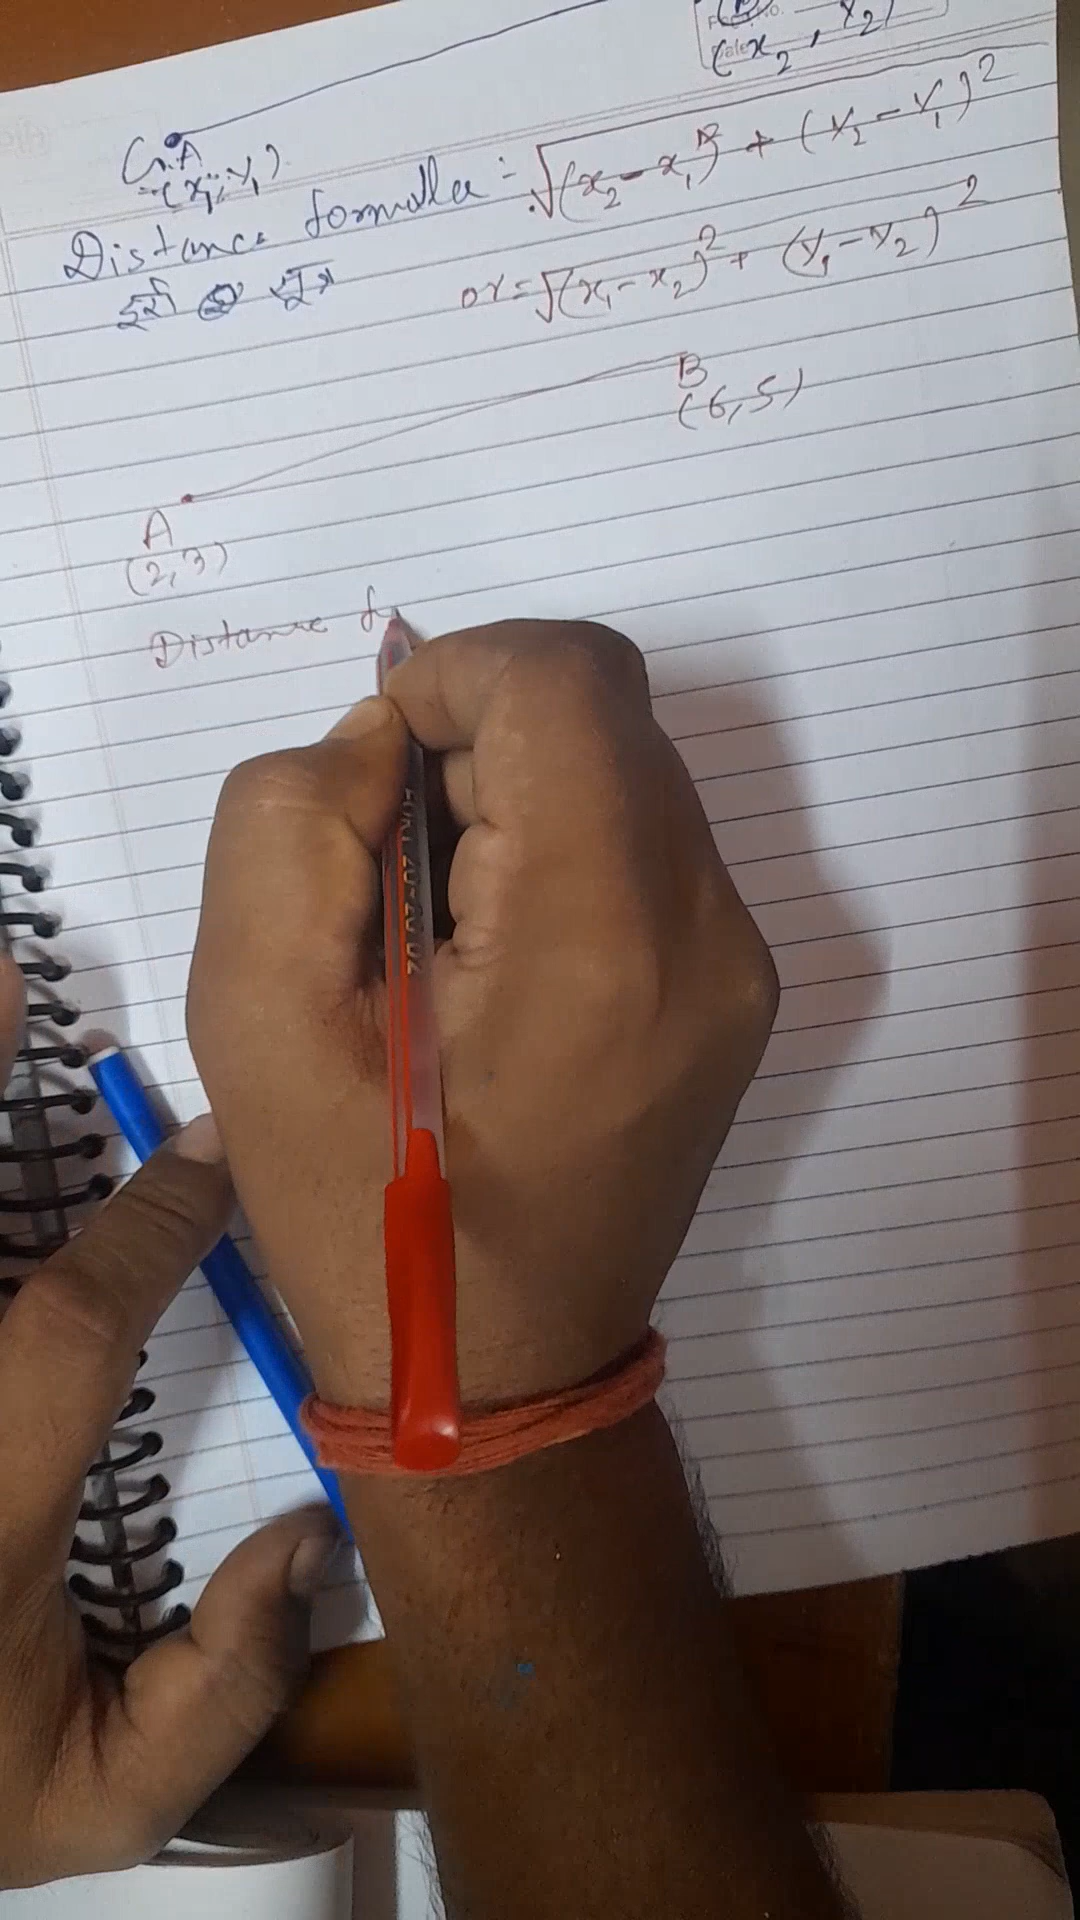 (x₂, y₂)
A
(x₁, y₁)
Distance formula :- √(x₂ - x₁)² + (y₂ - y₁)²
दूरी का सूत्र or = √(x₁ - x₂)² + (y₁ - y₂)²
B
(6, 5)
A
(2, 3)
Distance f